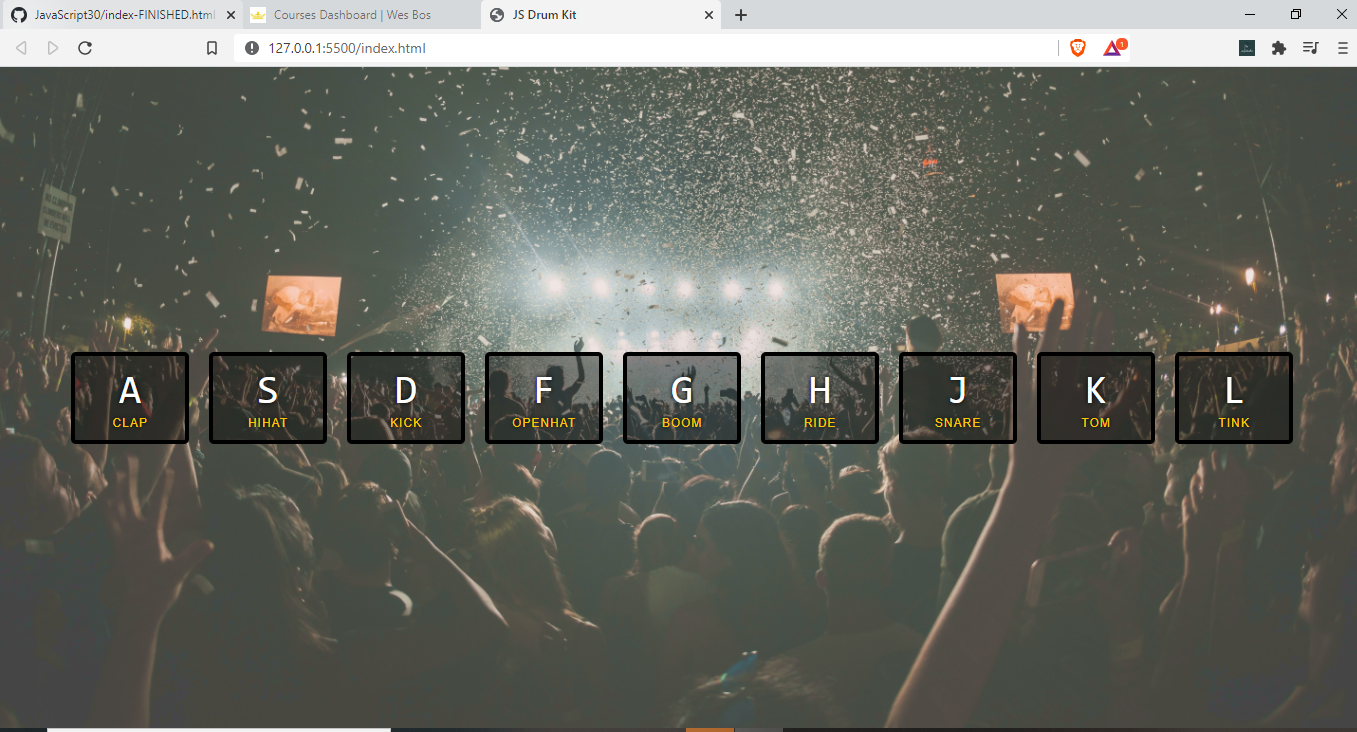 JavaScript30/index-FINISHED.html
Courses Dashboard | Wes Bos
JS Drum Kit
127.0.0.1:5500/index.html
1
A S D F G H J K L
CLAP HIHAT KICK OPENHAT BOOM RIDE SNARE TOM TINK